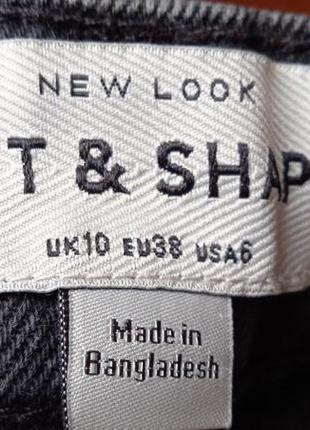 NEW LOOK
T & SHAP
UK10 EU38 USA6
Made in
Bangladesh